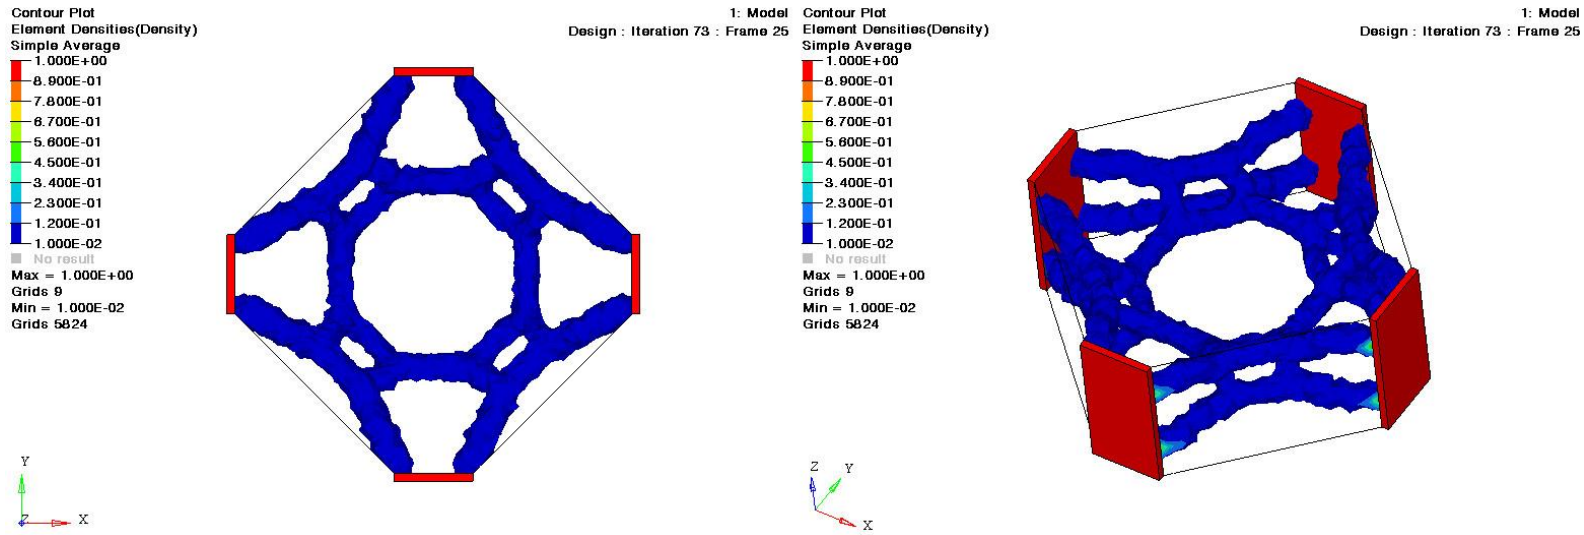 Contour Plot
Element Densities(Density)
Simple Average
1.000E+00
8.900E-01
7.800E-01
6.700E-01
5.600E-01
4.500E-01
3.400E-01
2.300E-01
1.200E-01
1.000E-02
No result
Max = 1.000E+00
Grids 9
Min = 1.000E-02
Grids 5824
1: Model
Design : Iteration 73 : Frame 25
Y
Z
X
Contour Plot
Element Densities(Density)
Simple Average
1.000E+00
8.900E-01
7.800E-01
6.700E-01
5.600E-01
4.500E-01
3.400E-01
2.300E-01
1.200E-01
1.000E-02
No result
Max = 1.000E+00
Grids 9
Min = 1.000E-02
Grids 5824
1: Model
Design : Iteration 73 : Frame 25
Z
Y
X